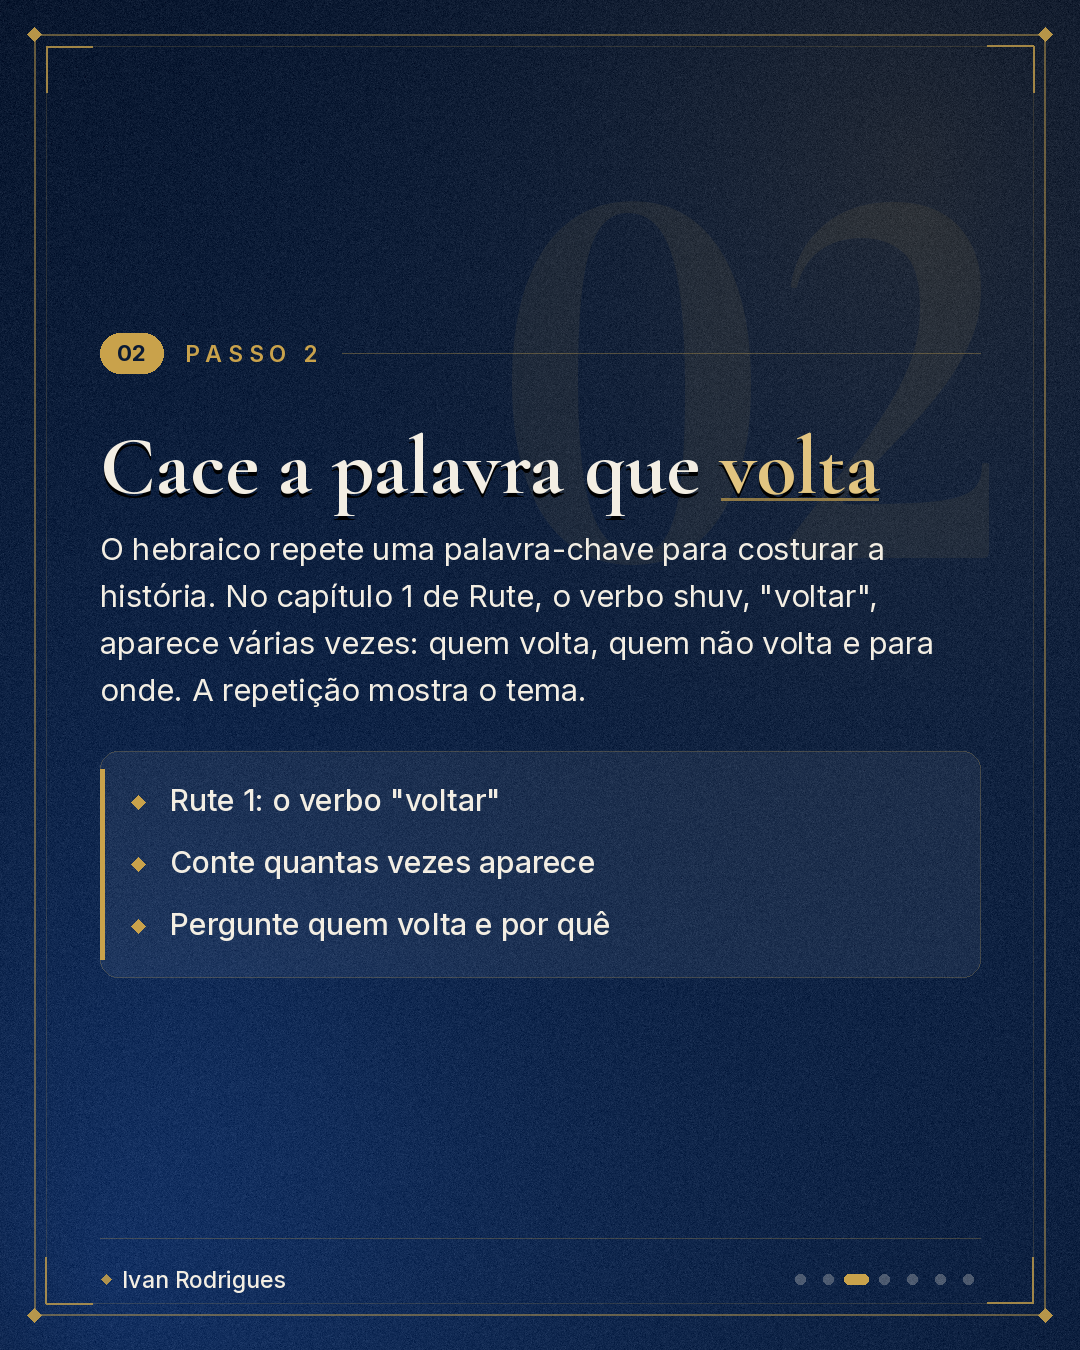 02
02 PASSO 2
Cace a palavra que volta
O hebraico repete uma palavra-chave para costurar a
história. No capítulo 1 de Rute, o verbo shuv, "voltar",
aparece várias vezes: quem volta, quem não volta e para
onde. A repetição mostra o tema.
Rute 1: o verbo "voltar"
Conte quantas vezes aparece
Pergunte quem volta e por quê
Ivan Rodrigues